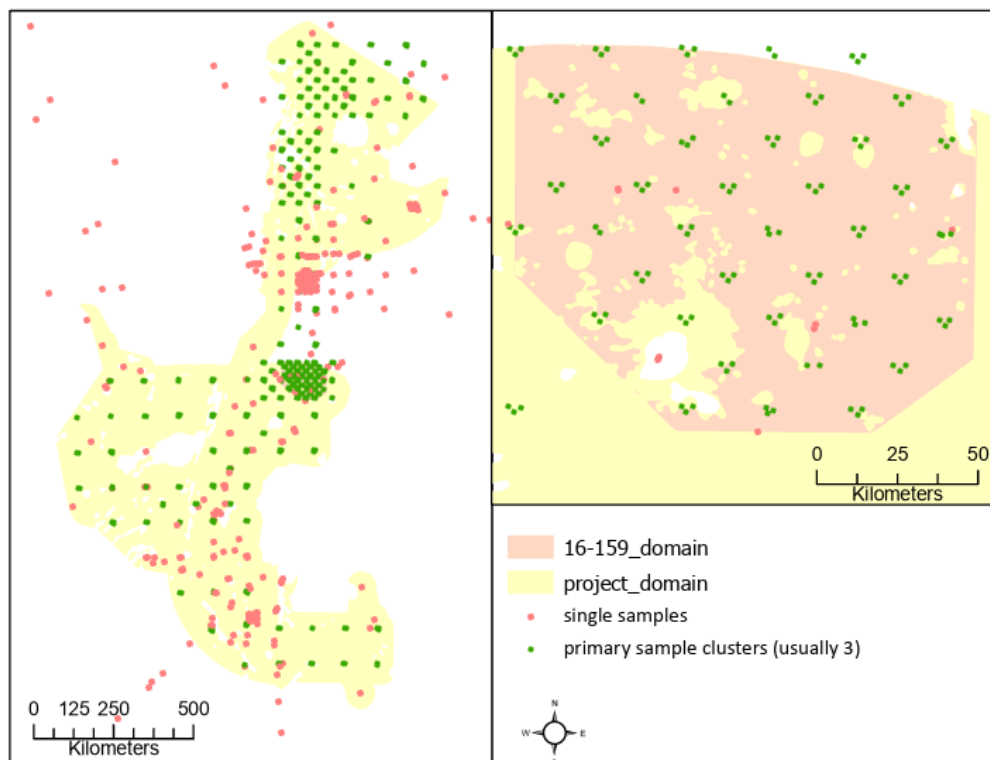 0 125 250 500
Kilometers
0 25 50
Kilometers
16-159_domain
project_domain
single samples
primary sample clusters (usually 3)
N
W E